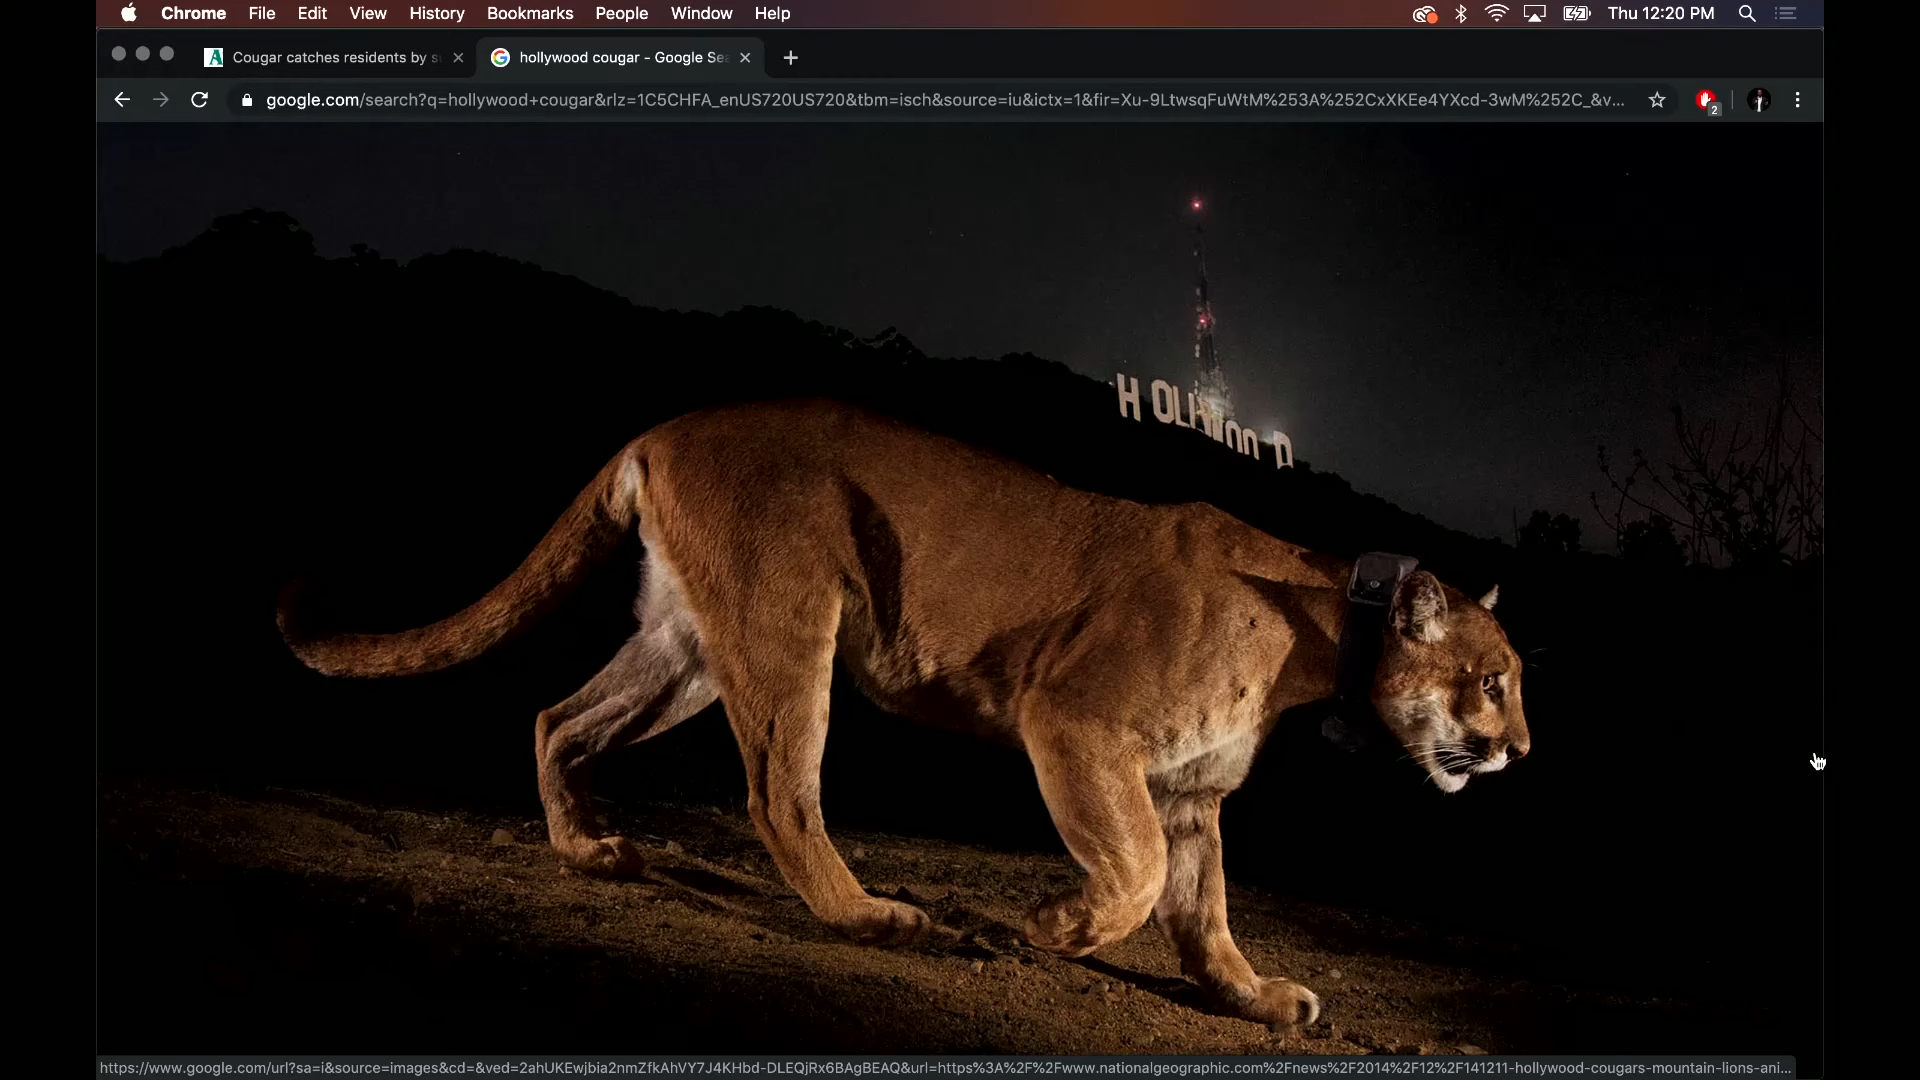 Chrome File Edit View History Bookmarks People Window Help Thu 12:20 PM
Cougar catches residents by s hollywood cougar - Google Sea
google.com/search?q=hollywood+cougar&rlz=1C5CHFA_enUS720US720&tbm=isch&source=iu&ictx=1&fir=Xu-9LtwsqFuWtM%253A%252CxXKEe4YXcd-3wM%252C_&v... 2
HOLLYWOOD
https://www.google.com/url?sa=i&source=images&cd=&ved=2ahUKEwjbia2nmZfkAhVY7J4KHbd-DLEQjRx6BAgBEAQ&url=https%3A%2F%2Fwww.nationalgeographic.com%2Fnews%2F2014%2F12%2F141211-hollywood-cougars-mountain-lions-ani...